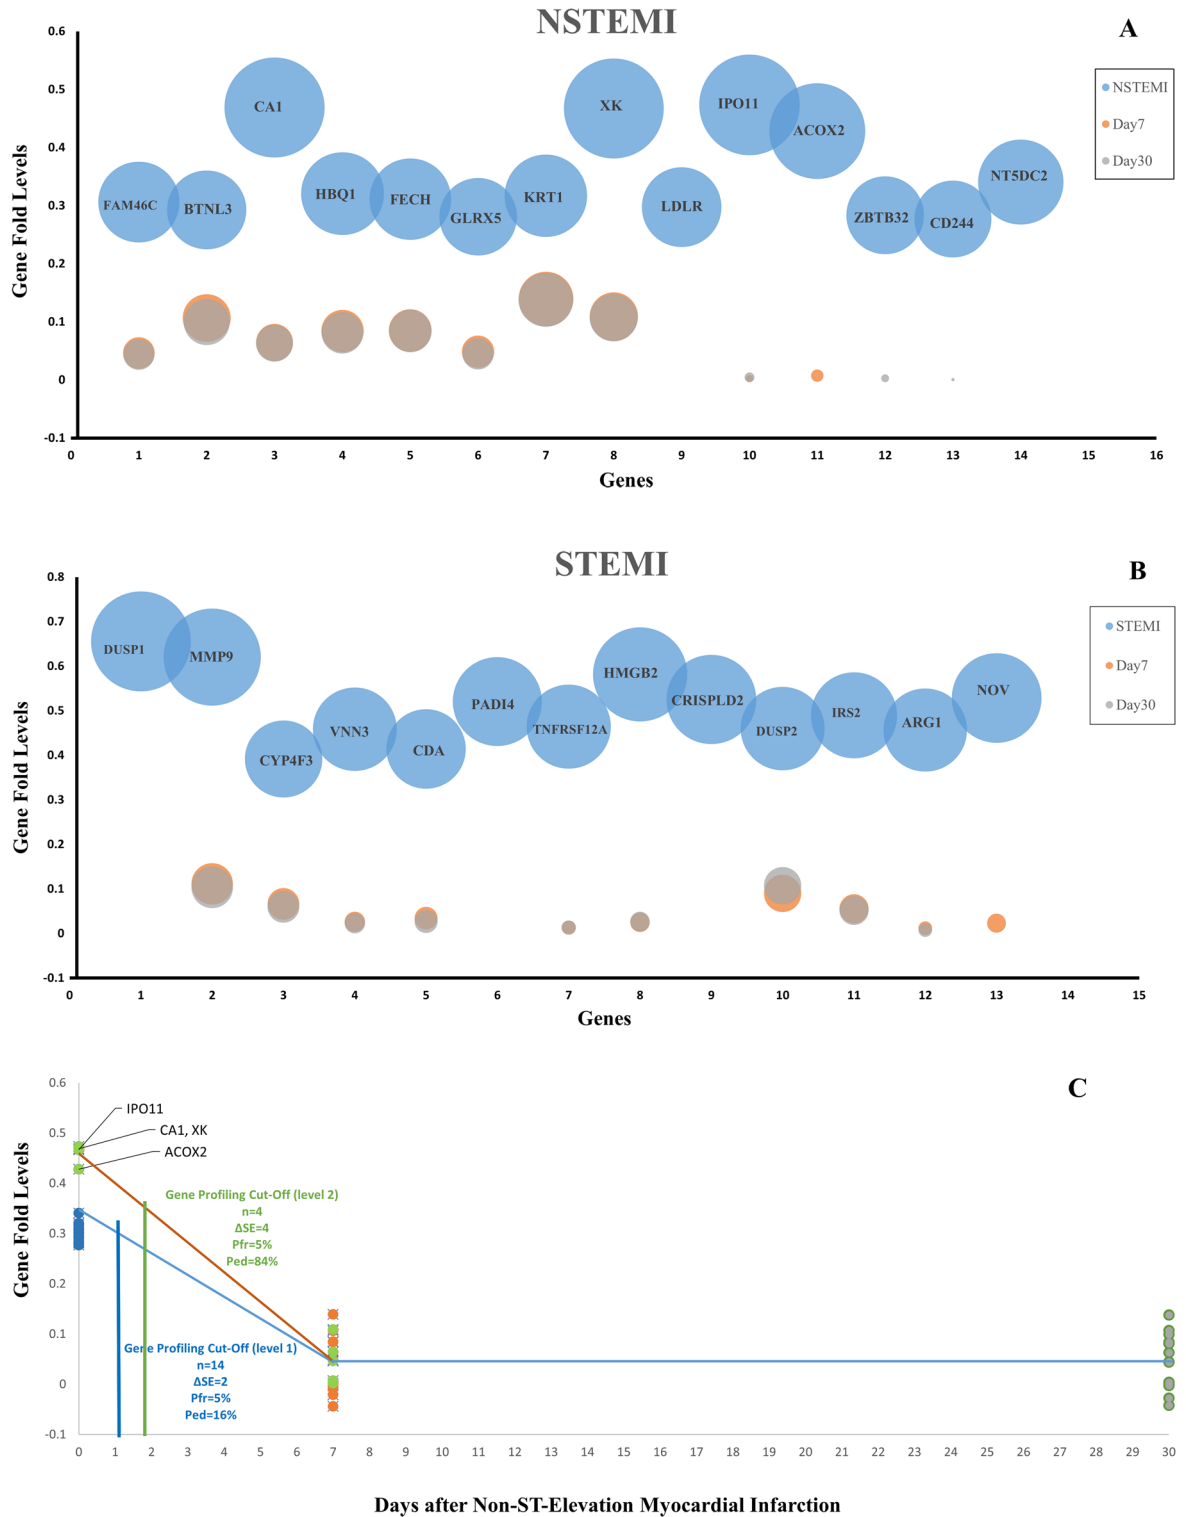 NSTEMI
A
0.6
0.5
0.4
0.3
0.2
0.1
0
-0.1
Gene Fold Levels
FAM46C
BTNL3
CA1
HBQ1
FECH
GLRX5
KRT1
XK
LDLR
IPO11
ACOX2
ZBTB32
CD244
NT5DC2
NSTEMI
Day7
Day30
0 1 2 3 4 5 6 7 8 9 10 11 12 13 14 15 16
Genes
STEMI
B
0.8
0.7
0.6
0.5
0.4
0.3
0.2
0.1
0
-0.1
Gene Fold Levels
DUSP1
MMP9
CYP4F3
VNN3
CDA
PADI4
TNFRSF12A
HMGB2
CRISPLD2
DUSP2
IRS2
ARG1
NOV
STEMI
Day7
Day30
0 1 2 3 4 5 6 7 8 9 10 11 12 13 14 15
Genes
C
0.6
0.5
0.4
0.3
0.2
0.1
0
-0.1
Gene Fold Levels
IPO11
CA1, XK
ACOX2
Gene Profiling Cut-Off (level 2)
n=4
ΔSE=4
Pfr=5%
Ped=84%
Gene Profiling Cut-Off (level 1)
n=14
ΔSE=2
Pfr=5%
Ped=16%
0 1 2 3 4 5 6 7 8 9 10 11 12 13 14 15 16 17 18 19 20 21 22 23 24 25 26 27 28 29 30
Days after Non-ST-Elevation Myocardial Infarction